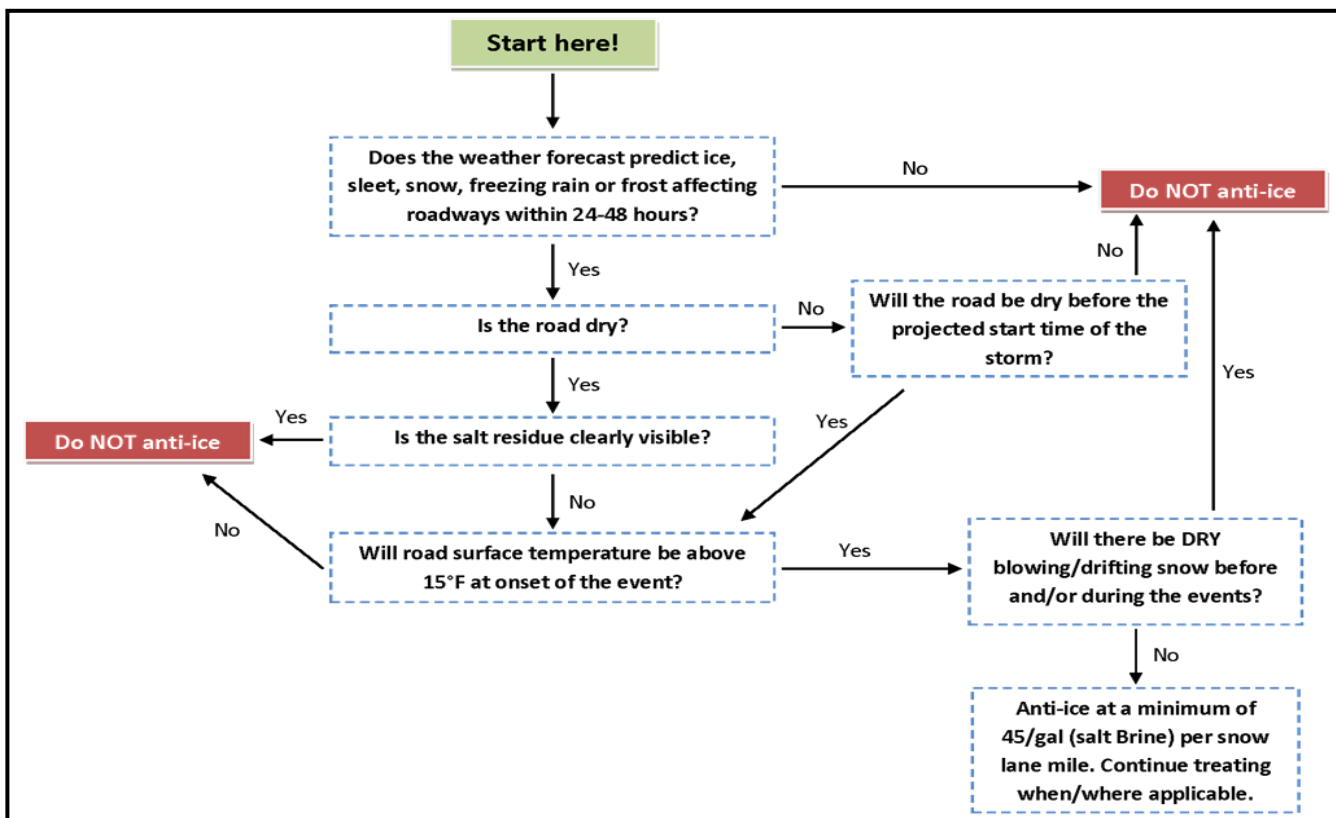 Start here!
Does the weather forecast predict ice,
sleet, snow, freezing rain or frost affecting
roadways within 24-48 hours?
No
Do NOT anti-ice
Yes
No
Is the road dry?
No
Will the road be dry before the
projected start time of the
storm?
Yes
Yes
Yes
Do NOT anti-ice
Yes
Is the salt residue clearly visible?
No
No
Will road surface temperature be above
15°F at onset of the event?
Yes
Will there be DRY
blowing/drifting snow before
and/or during the events?
No
Anti-ice at a minimum of
45/gal (salt Brine) per snow
lane mile. Continue treating
when/where applicable.